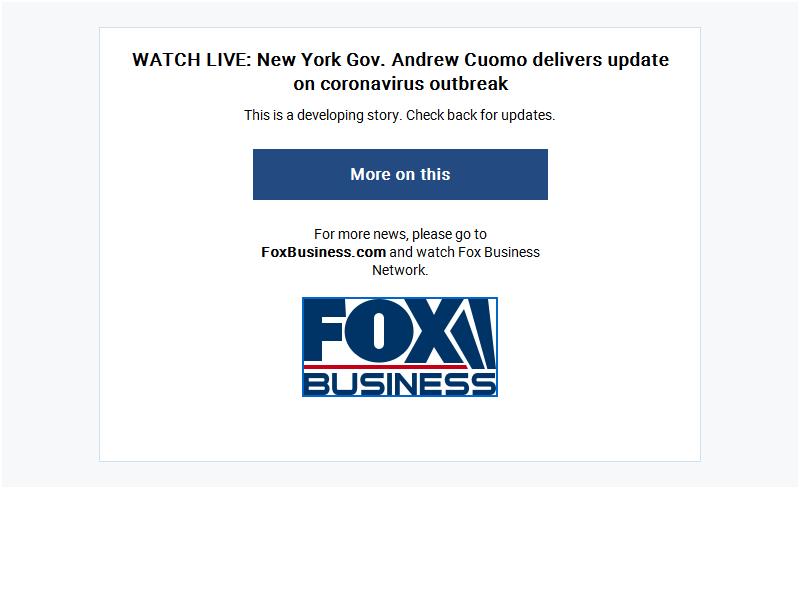 WATCH LIVE: New York Gov. Andrew Cuomo delivers update
on coronavirus outbreak
This is a developing story. Check back for updates.
More on this
For more news, please go to
FoxBusiness.com and watch Fox Business
Network.
FOX
BUSINESS